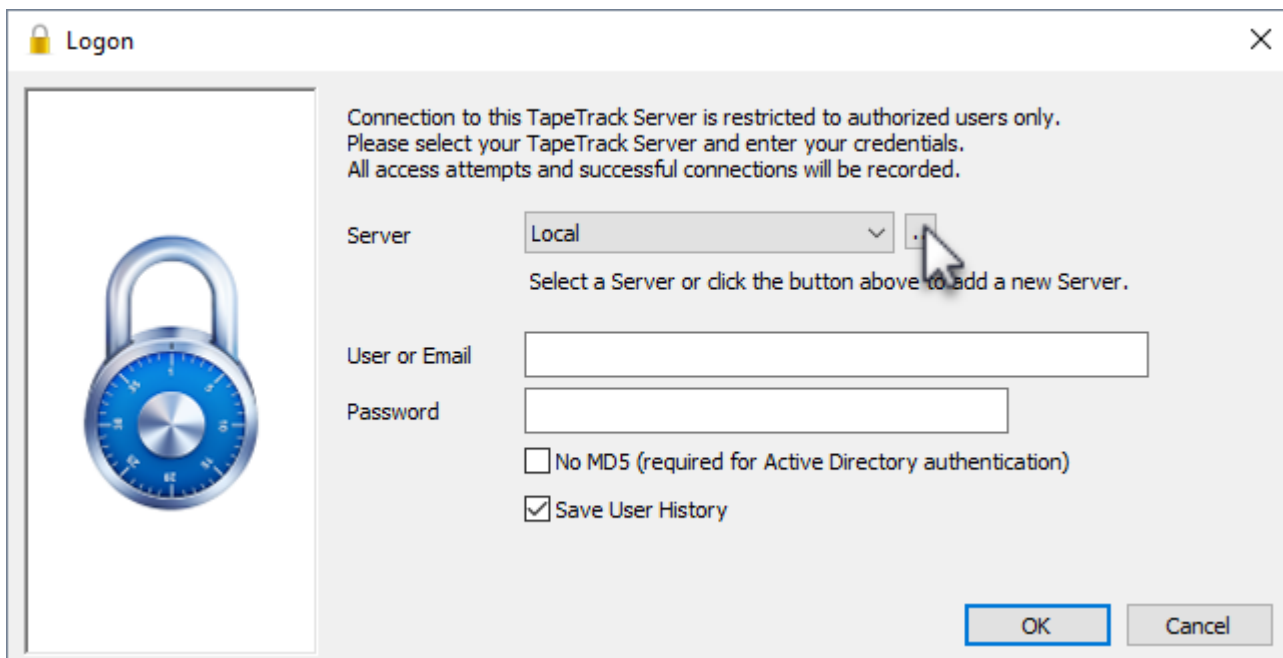 Logon
Connection to this TapeTrack Server is restricted to authorized users only.
Please select your TapeTrack Server and enter your credentials.
All access attempts and successful connections will be recorded.
Server Local
Select a Server or click the button above to add a new Server.
User or Email
Password
No MD5 (required for Active Directory authentication)
Save User History
OK Cancel